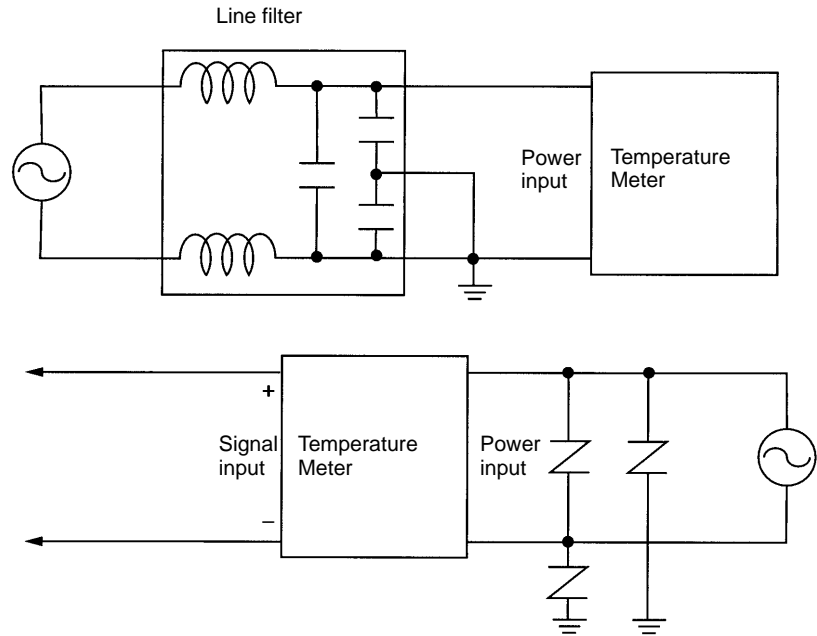 Line filter
Power
input
Temperature
Meter
+
Signal
input
Temperature
Meter
Power
input
−